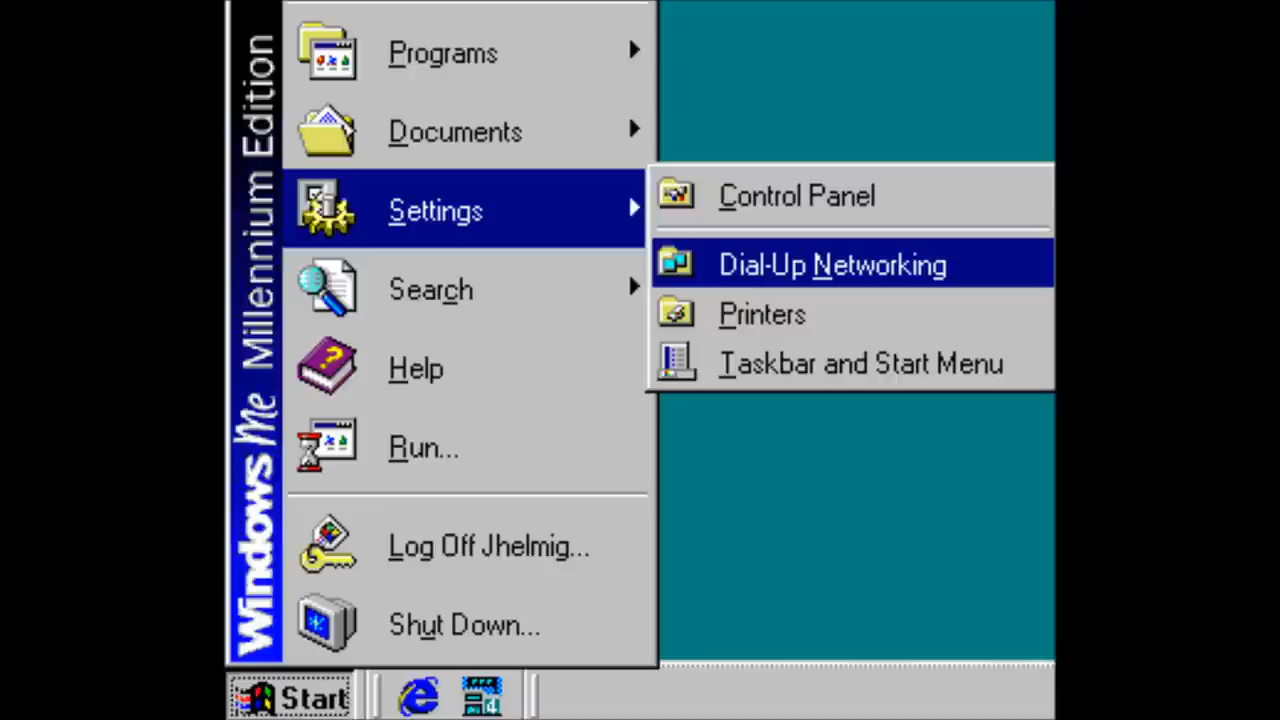 Windows Me Millennium Edition
Programs
Documents
Settings
Search
Help
Run...
Log Off Jhelmig...
Shut Down...
Control Panel
Dial-Up Networking
Printers
Taskbar and Start Menu
Start